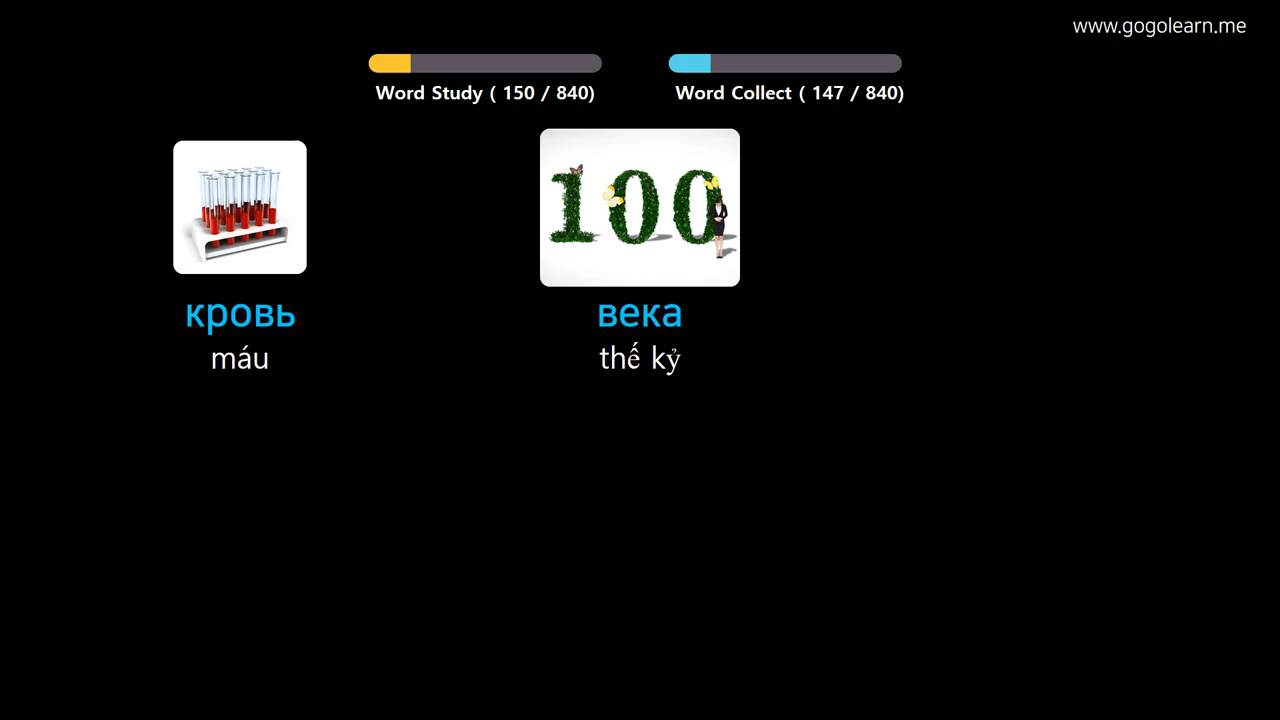 www.gogolearn.me
Word Study ( 150 / 840)
Word Collect ( 147 / 840)
100
кровь
máu
века
thế kỷ